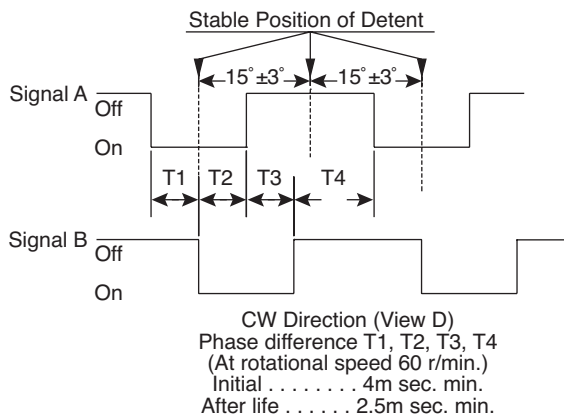 Stable Position of Detent
15°±3° 15°±3°
Signal A
Off
On
T1 T2 T3 T4
Signal B
Off
On
CW Direction (View D)
Phase difference T1, T2, T3, T4
(At rotational speed 60 r/min.)
Initial . . . . . . . . 4m sec. min.
After life . . . . . . 2.5m sec. min.